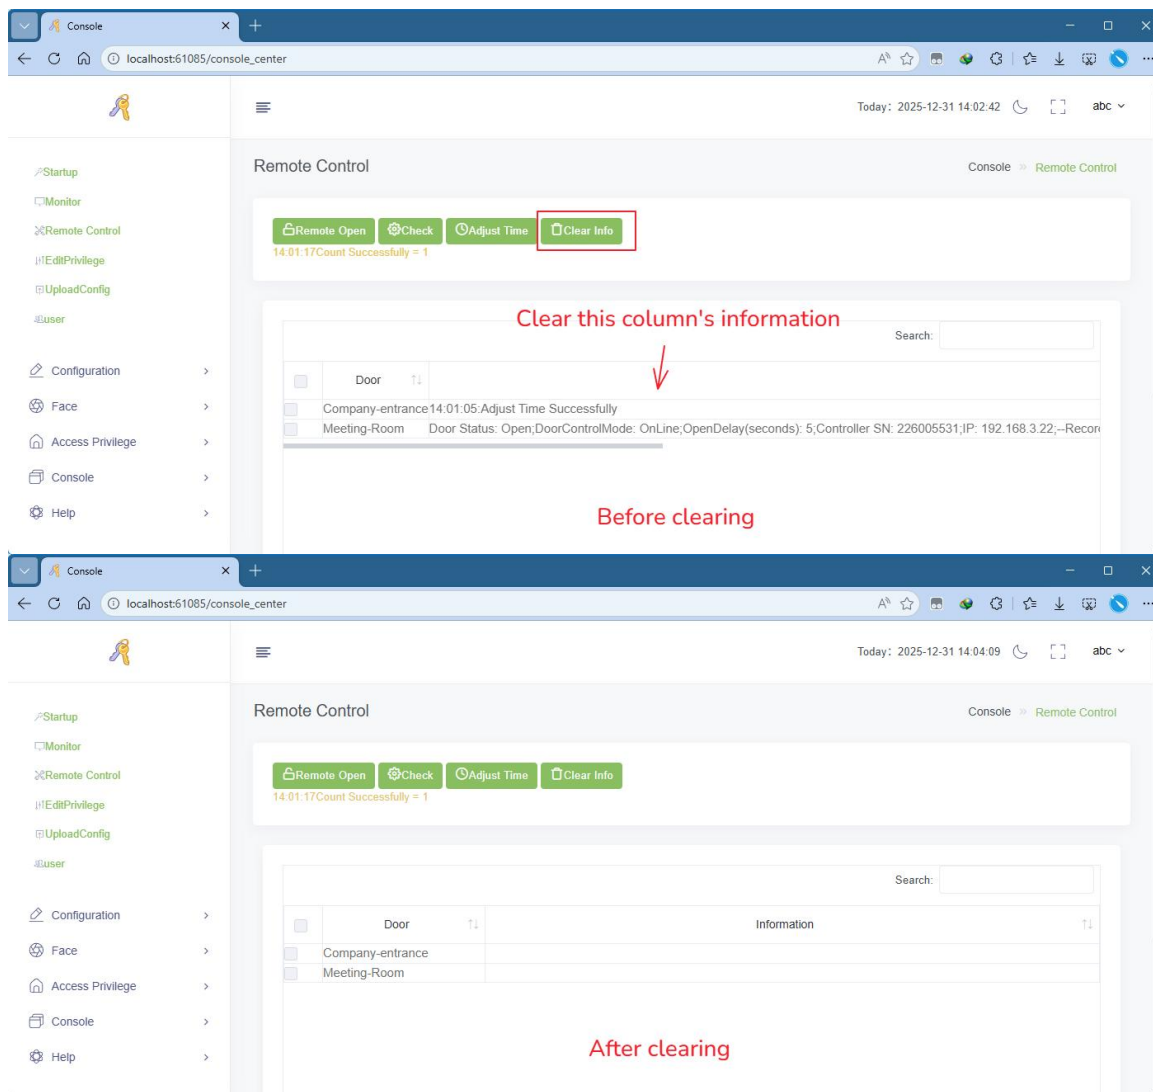 Console
localhost:61085/console_center
Today: 2025-12-31 14:02:42 abc
Startup
Monitor
Remote Control
EditPrivilege
UploadConfig
user
Configuration
Face
Access Privilege
Console
Help
Remote Control
Console » Remote Control
Remote Open Check Adjust Time Clear Info
14:01:17Count Successfully = 1
Clear this column's information
Search:
Door
Company-entrance 14:01:05:Adjust Time Successfully
Meeting-Room Door Status: Open;DoorControlMode: OnLine;OpenDelay(seconds): 5;Controller SN: 226005531;IP: 192.168.3.22;--Recor
Before clearing
Console
localhost:61085/console_center
Today: 2025-12-31 14:04:09 abc
Startup
Monitor
Remote Control
EditPrivilege
UploadConfig
user
Configuration
Face
Access Privilege
Console
Help
Remote Control
Console » Remote Control
Remote Open Check Adjust Time Clear Info
14:01:17Count Successfully = 1
Search:
Door Information
Company-entrance
Meeting-Room
After clearing